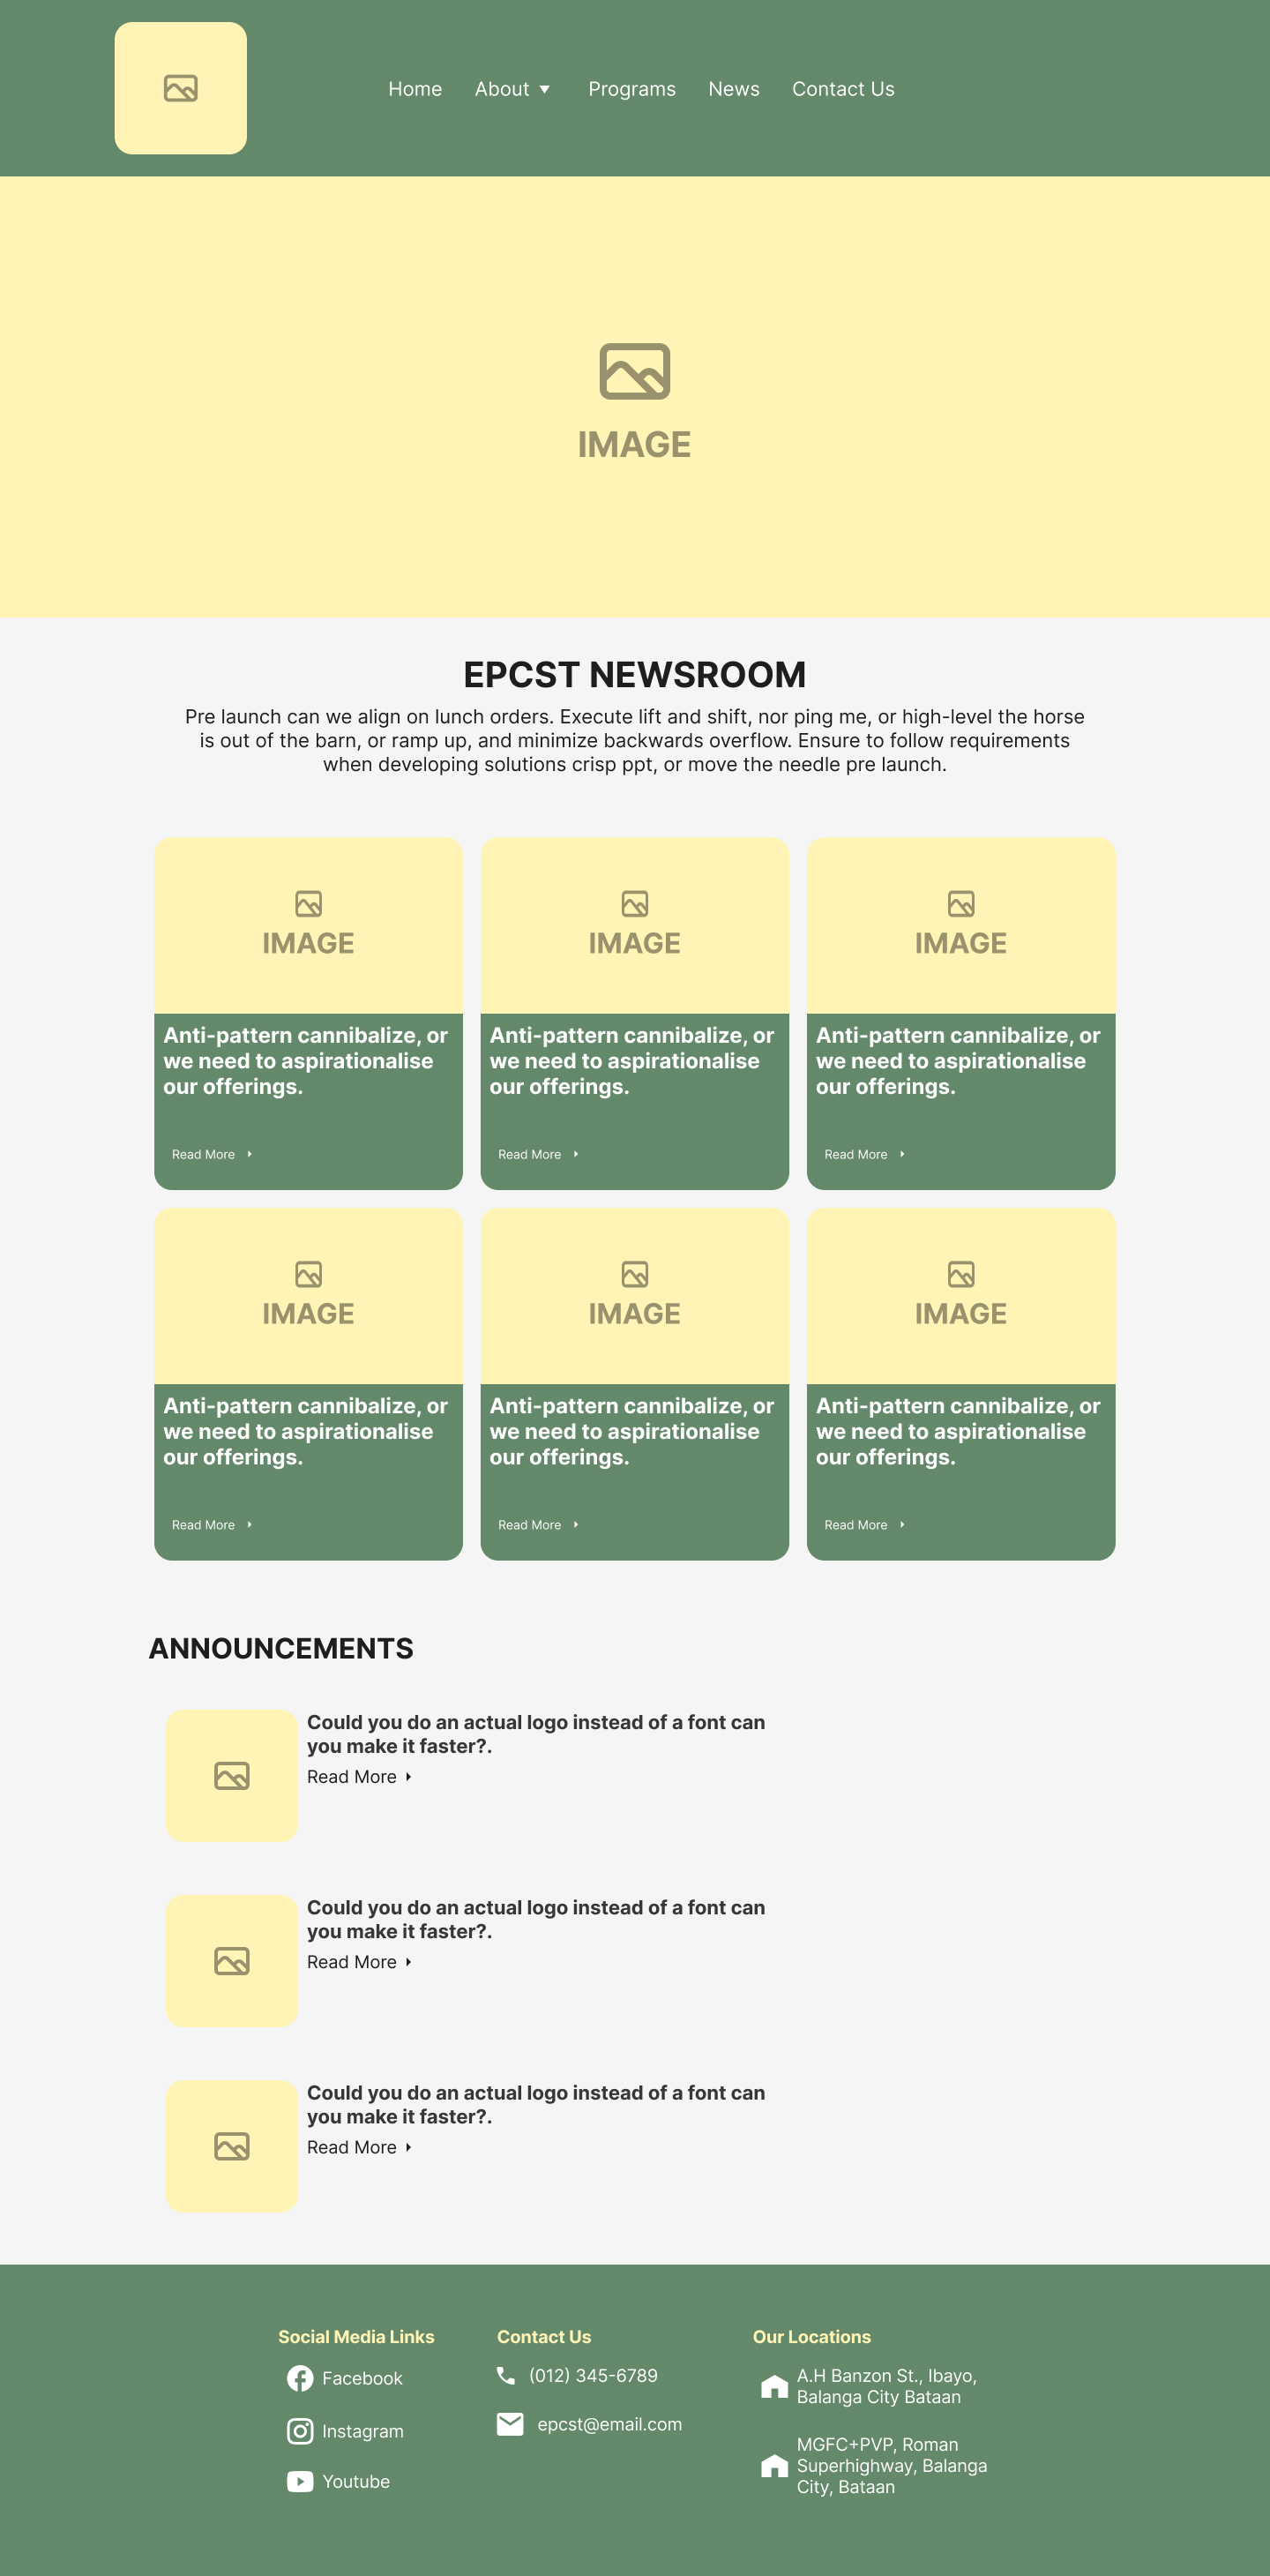 Home About Programs News Contact Us
IMAGE
EPCST NEWSROOM
Pre launch can we align on lunch orders. Execute lift and shift, nor ping me, or high-level the horse
is out of the barn, or ramp up, and minimize backwards overflow. Ensure to follow requirements
when developing solutions crisp ppt, or move the needle pre launch.
IMAGE
Anti-pattern cannibalize, or
we need to aspirationalise
our offerings.
Read More
IMAGE
Anti-pattern cannibalize, or
we need to aspirationalise
our offerings.
Read More
IMAGE
Anti-pattern cannibalize, or
we need to aspirationalise
our offerings.
Read More
IMAGE
Anti-pattern cannibalize, or
we need to aspirationalise
our offerings.
Read More
IMAGE
Anti-pattern cannibalize, or
we need to aspirationalise
our offerings.
Read More
IMAGE
Anti-pattern cannibalize, or
we need to aspirationalise
our offerings.
Read More
ANNOUNCEMENTS
Could you do an actual logo instead of a font can
you make it faster?.
Read More
Could you do an actual logo instead of a font can
you make it faster?.
Read More
Could you do an actual logo instead of a font can
you make it faster?.
Read More
Social Media Links
Facebook
Instagram
Youtube
Contact Us
(012) 345-6789
epcst@email.com
Our Locations
A.H Banzon St., Ibayo,
Balanga City Bataan
MGFC+PVP, Roman
Superhighway, Balanga
City, Bataan